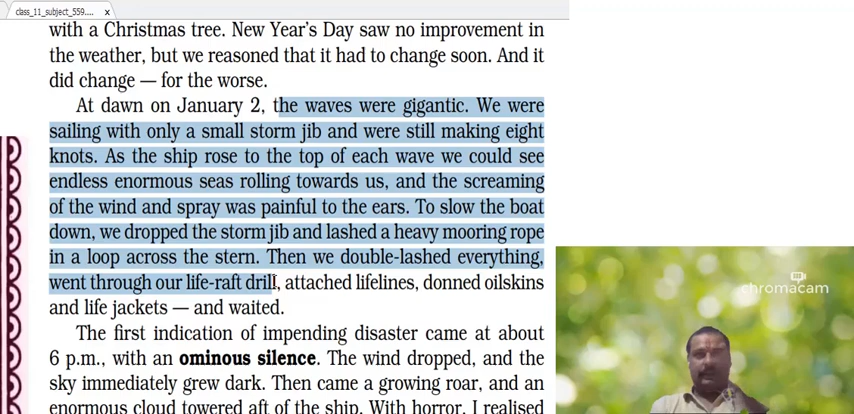 class_11_subject_559....
with a Christmas tree. New Year's Day saw no improvement in
the weather, but we reasoned that it had to change soon. And it
did change — for the worse.
At dawn on January 2, the waves were gigantic. We were
sailing with only a small storm jib and were still making eight
knots. As the ship rose to the top of each wave we could see
endless enormous seas rolling towards us, and the screaming
of the wind and spray was painful to the ears. To slow the boat
down, we dropped the storm jib and lashed a heavy mooring rope
in a loop across the stern. Then we double-lashed everything,
went through our life-raft drill, attached lifelines, donned oilskins
and life jackets — and waited.
The first indication of impending disaster came at about
6 p.m., with an ominous silence. The wind dropped, and the
sky immediately grew dark. Then came a growing roar, and an
enormous cloud towered aft of the ship. With horror, I realised
chromacam